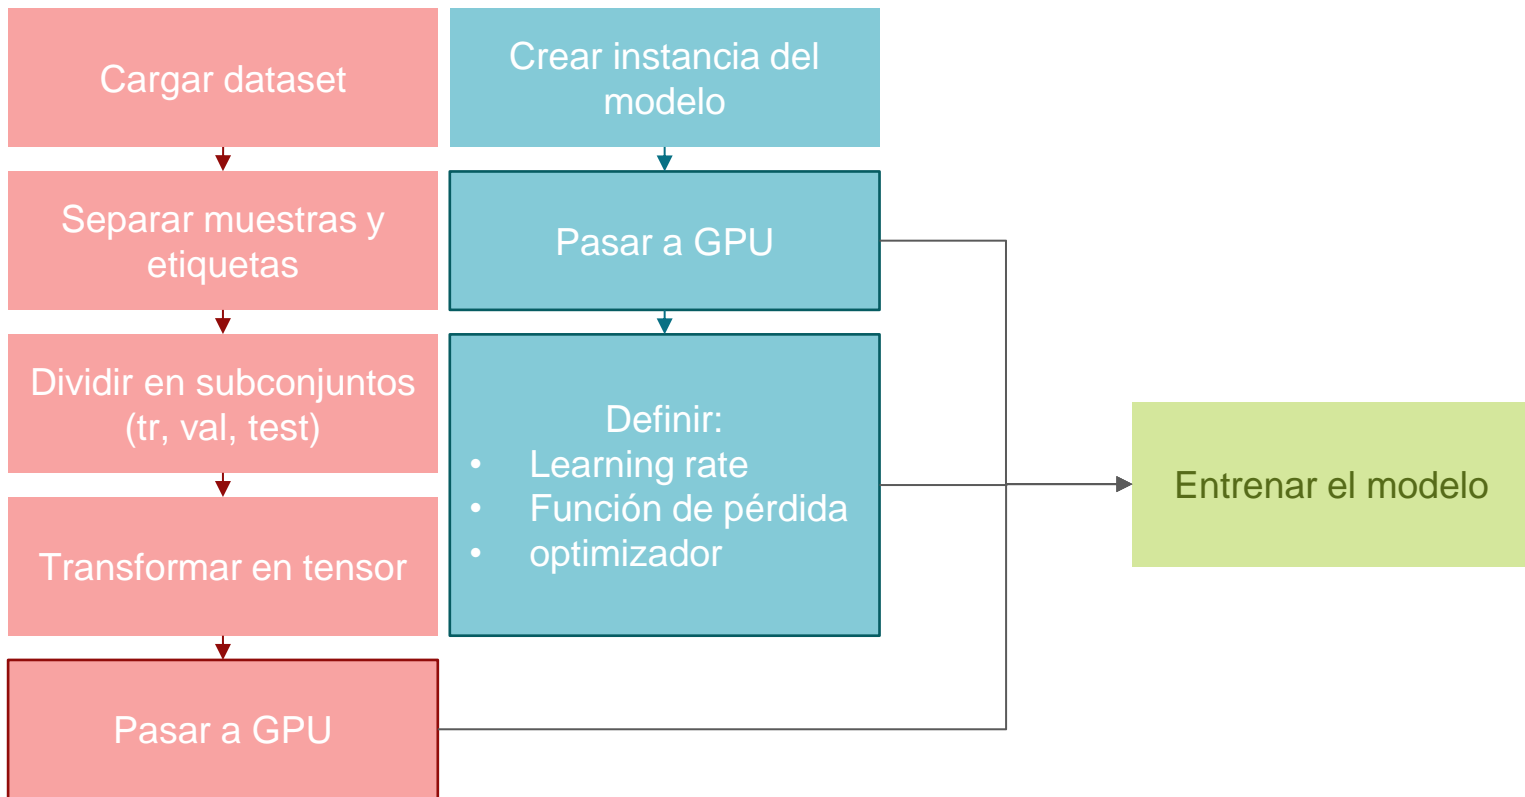 Cargar dataset
Separar muestras y
etiquetas
Dividir en subconjuntos
(tr, val, test)
Transformar en tensor
Pasar a GPU
Crear instancia del
modelo
Pasar a GPU
Definir:
• Learning rate
• Función de pérdida
• optimizador
Entrenar el modelo